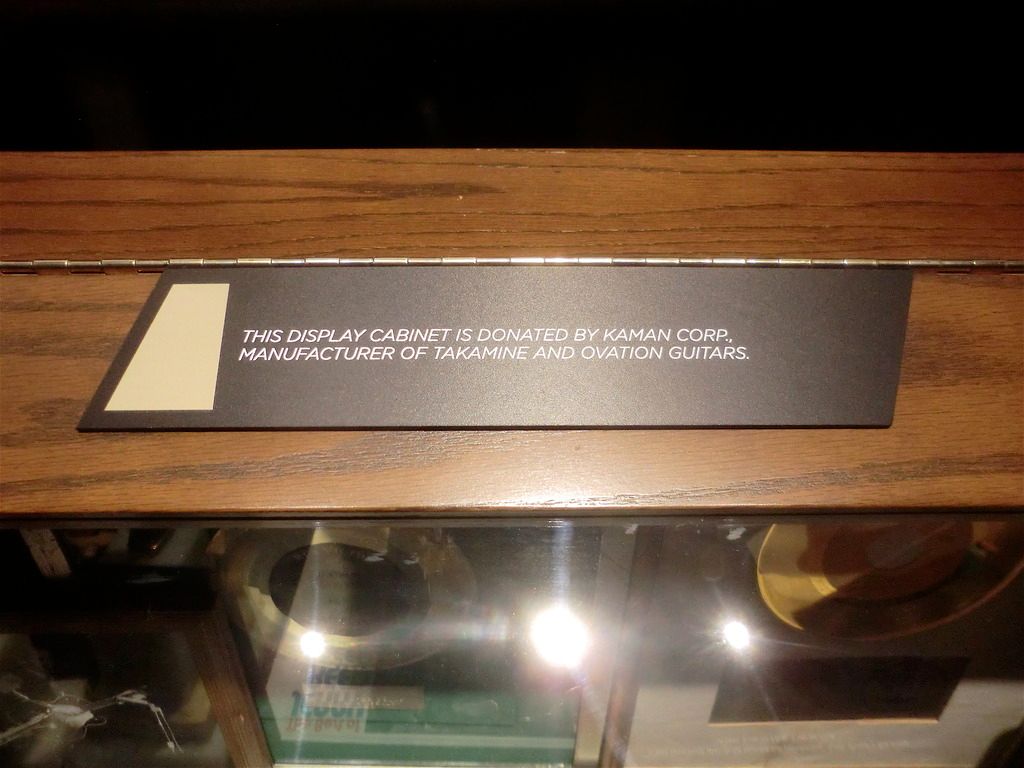 THIS DISPLAY CABINET IS DONATED BY KAMAN CORP.,
MANUFACTURER OF TAKAMINE AND OVATION GUITARS.